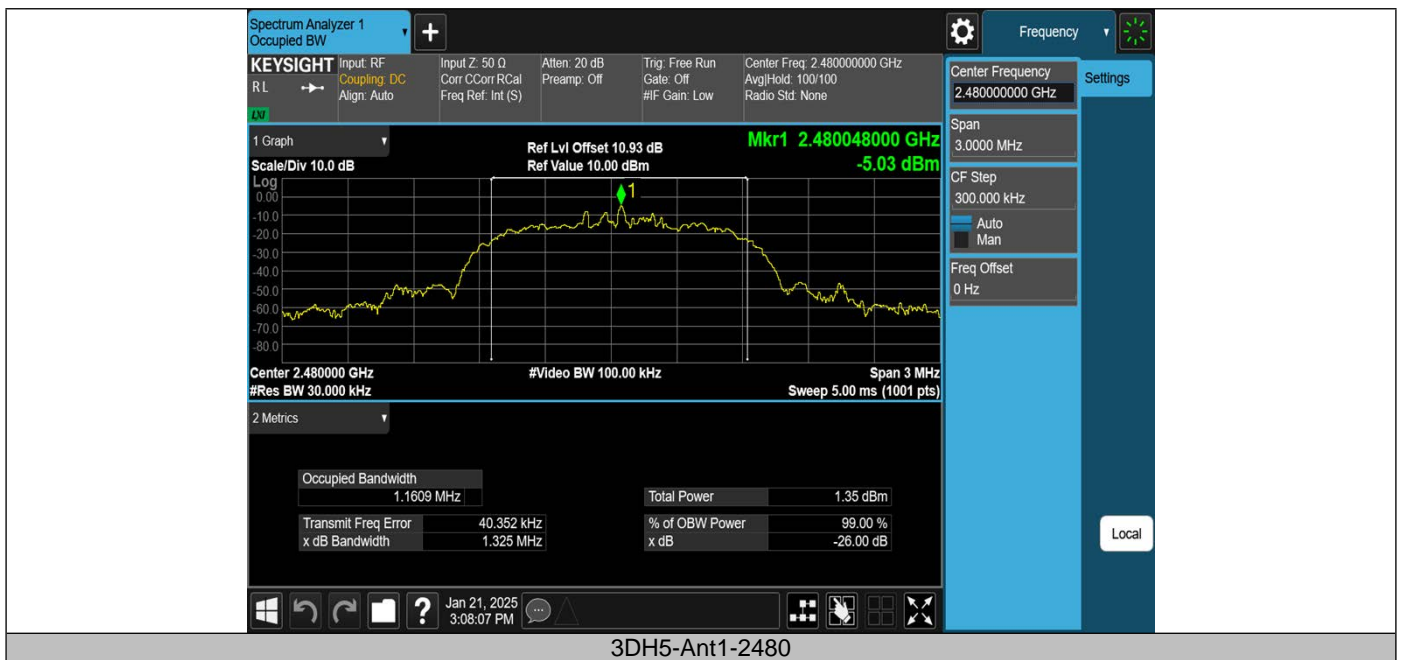 Spectrum Analyzer 1
Occupied BW
+
Frequency
KEYSIGHT
R L
LXI
Input: RF
Coupling: DC
Align: Auto
Input Z: 50 Ω
Corr CCorr RCal
Freq Ref: Int (S)
Atten: 20 dB
Preamp: Off
Trig: Free Run
Gate: Off
#IF Gain: Low
Center Freq: 2.480000000 GHz
Avg|Hold: 100/100
Radio Std: None
Center Frequency
2.480000000 GHz
Settings
Span
3.0000 MHz
CF Step
300.000 kHz
Auto
Man
Freq Offset
0 Hz
1 Graph
Scale/Div 10.0 dB
Ref Lvl Offset 10.93 dB
Ref Value 10.00 dBm
Mkr1 2.480048000 GHz
-5.03 dBm
Log
0.00
-10.0
-20.0
-30.0
-40.0
-50.0
-60.0
-70.0
-80.0
1
Center 2.480000 GHz
#Res BW 30.000 kHz
#Video BW 100.00 kHz
Span 3 MHz
Sweep 5.00 ms (1001 pts)
2 Metrics
Occupied Bandwidth
1.1609 MHz
Total Power 1.35 dBm
Transmit Freq Error 40.352 kHz
% of OBW Power 99.00 %
x dB Bandwidth 1.325 MHz
x dB -26.00 dB
Local
?
Jan 21, 2025
3:08:07 PM
3DH5-Ant1-2480